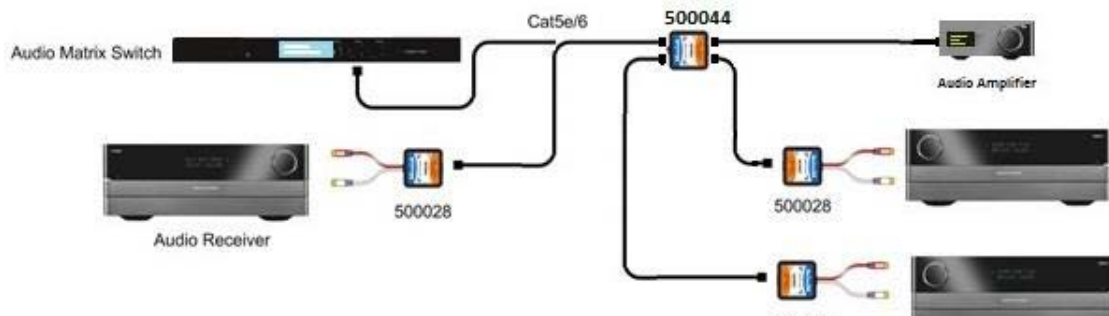 Cat5e/6
500044
Audio Matrix Switch
Audio Amplifier
500028
500028
Audio Receiver